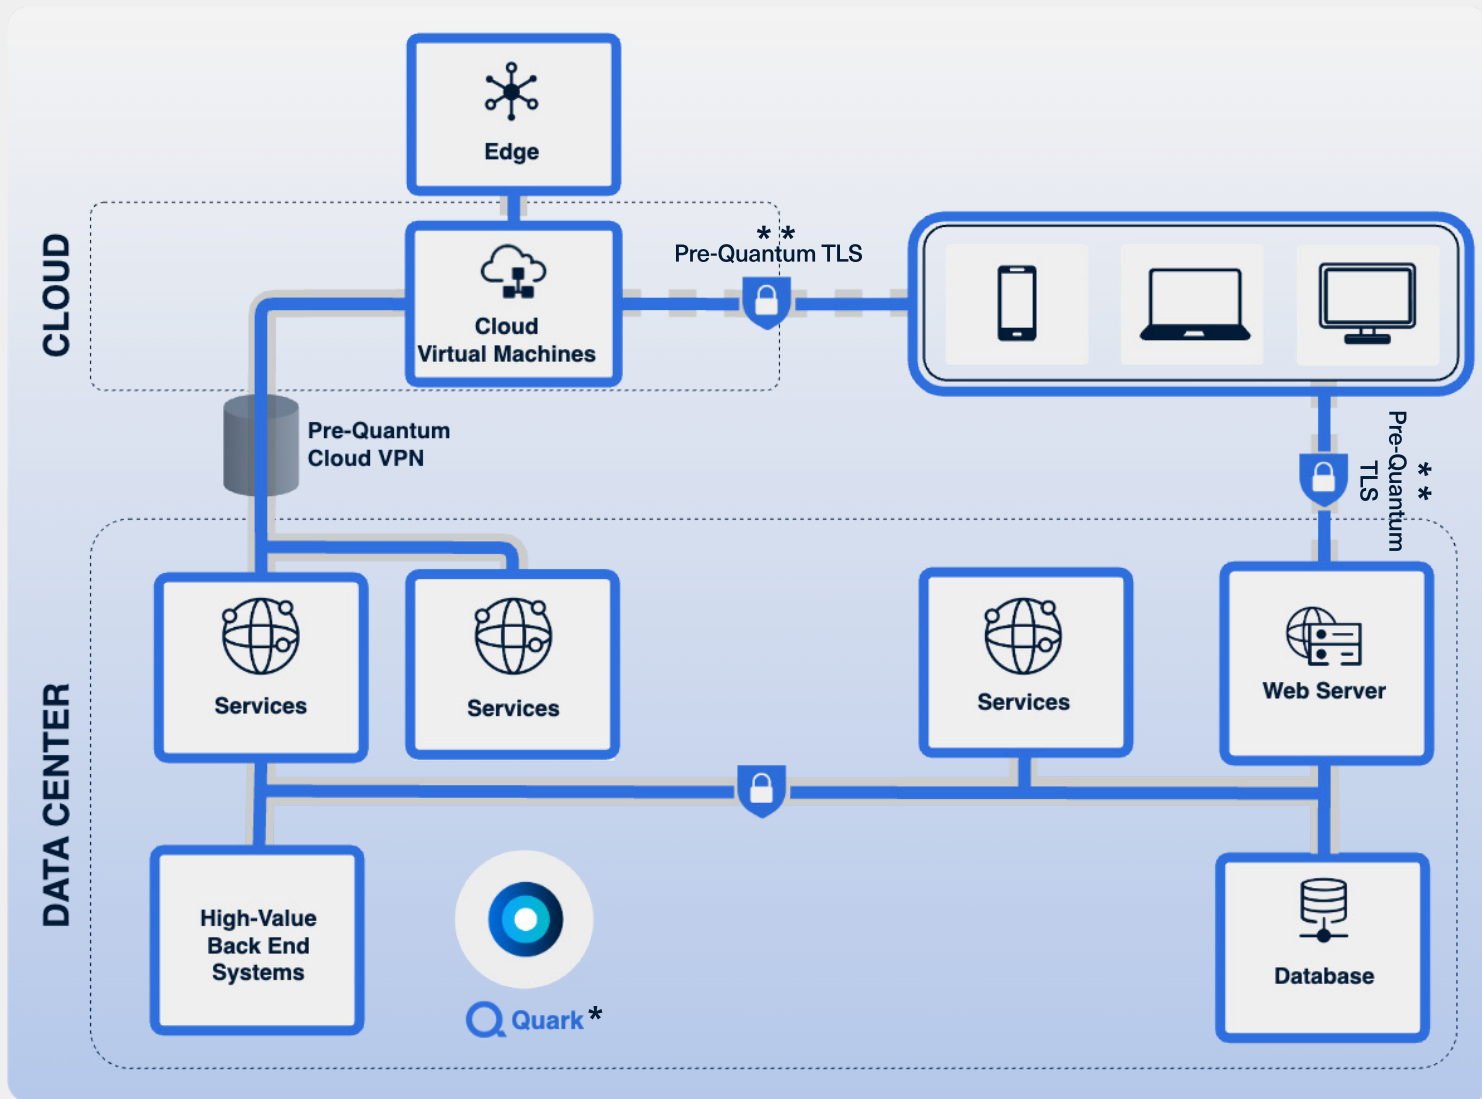 Edge
CLOUD
* *
Pre-Quantum TLS
Cloud
Virtual Machines
Pre-Quantum
Cloud VPN
* *
Pre-Quantum
TLS
DATA CENTER
Services
Services
Services
Web Server
High-Value
Back End
Systems
Quark*
Database